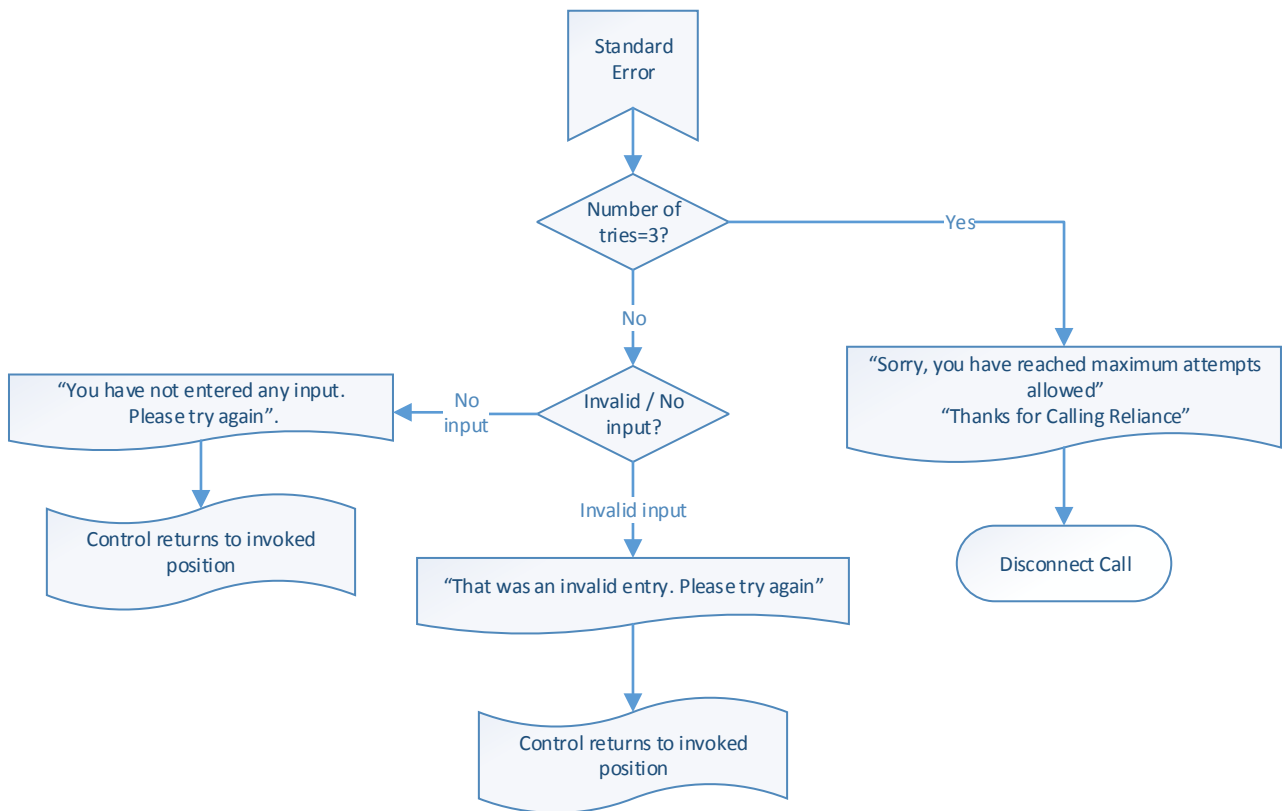 Standard
Error
Number of
tries=3?
Yes
No
“Sorry, you have reached maximum attempts
allowed”
“Thanks for Calling Reliance”
“You have not entered any input.
Please try again”.
No
input
Invalid / No
input?
Control returns to invoked
position
Invalid input
Disconnect Call
“That was an invalid entry. Please try again”
Control returns to invoked
position